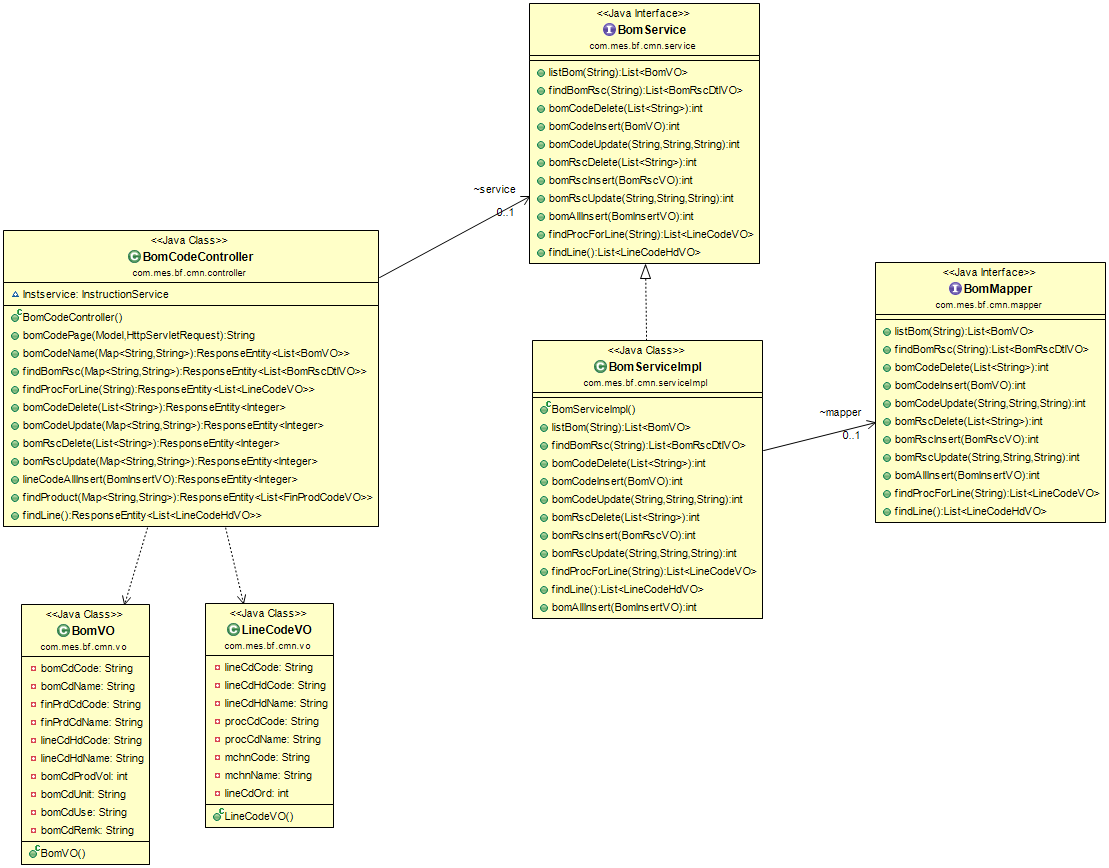 <<Java Interface>>
BomService
com.mes.bf.cmn.service
listBom(String):List<BomVO>
findBomRsc(String):List<BomRscDtlVO>
bomCodeDelete(List<String>):int
bomCodeInsert(BomVO):int
bomCodeUpdate(String,String,String):int
bomRscDelete(List<String>):int
bomRscInsert(BomRscVO):int
bomRscUpdate(String,String,String):int
bomAllInsert(BomInsertVO):int
findProcForLine(String):List<LineCodeVO>
findLine():List<LineCodeHdVO>
~service
0..1
<<Java Class>>
BomCodeController
com.mes.bf.cmn.controller
Instservice: InstructionService
BomCodeController()
bomCodePage(Model,HttpServletRequest):String
bomCodeName(Map<String,String>):ResponseEntity<List<BomVO>>
findBomRsc(Map<String,String>):ResponseEntity<List<BomRscDtlVO>>
findProcForLine(String):ResponseEntity<List<LineCodeVO>>
bomCodeDelete(List<String>):ResponseEntity<Integer>
bomCodeUpdate(Map<String,String>):ResponseEntity<Integer>
bomRscDelete(List<String>):ResponseEntity<Integer>
bomRscUpdate(Map<String,String>):ResponseEntity<Integer>
lineCodeAllInsert(BomInsertVO):ResponseEntity<Integer>
findProduct(Map<String,String>):ResponseEntity<List<FinProdCodeVO>>
findLine():ResponseEntity<List<LineCodeHdVO>>
<<Java Interface>>
BomMapper
com.mes.bf.cmn.mapper
listBom(String):List<BomVO>
findBomRsc(String):List<BomRscDtlVO>
bomCodeDelete(List<String>):int
bomCodeInsert(BomVO):int
bomCodeUpdate(String,String,String):int
bomRscDelete(List<String>):int
bomRscInsert(BomRscVO):int
bomRscUpdate(String,String,String):int
bomAllInsert(BomInsertVO):int
findProcForLine(String):List<LineCodeVO>
findLine():List<LineCodeHdVO>
<<Java Class>>
BomServiceImpl
com.mes.bf.cmn.serviceImpl
BomServiceImpl()
listBom(String):List<BomVO>
findBomRsc(String):List<BomRscDtlVO>
bomCodeDelete(List<String>):int
bomCodeInsert(BomVO):int
bomCodeUpdate(String,String,String):int
bomRscDelete(List<String>):int
bomRscInsert(BomRscVO):int
bomRscUpdate(String,String,String):int
findProcForLine(String):List<LineCodeVO>
findLine():List<LineCodeHdVO>
bomAllInsert(BomInsertVO):int
~mapper
0..1
<<Java Class>>
BomVO
com.mes.bf.cmn.vo
bomCdCode: String
bomCdName: String
finPrdCdCode: String
finPrdCdName: String
lineCdHdCode: String
lineCdHdName: String
bomCdProdVol: int
bomCdUnit: String
bomCdUse: String
bomCdRemk: String
BomVO()
<<Java Class>>
LineCodeVO
com.mes.bf.cmn.vo
lineCdCode: String
lineCdHdCode: String
lineCdHdName: String
procCdCode: String
procCdName: String
mchnCode: String
mchnName: String
lineCdOrd: int
LineCodeVO()